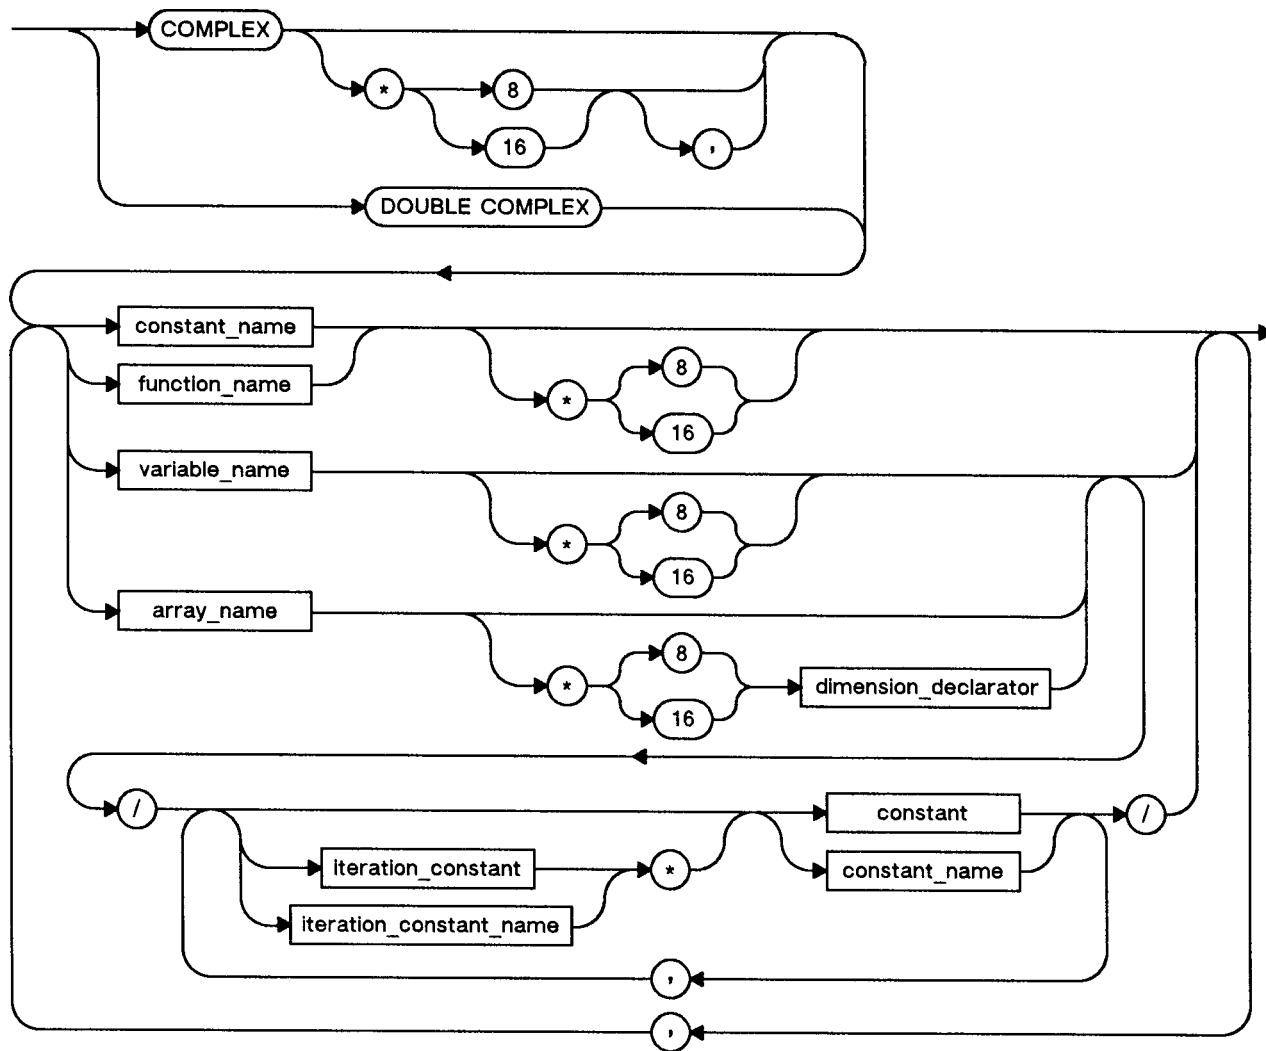 COMPLEX
* 8
16 ,
DOUBLE COMPLEX
constant_name
8
function_name
*
16
variable_name
8
*
16
array_name
8
* dimension_declarator
16
/ constant /
iteration_constant * constant_name
iteration_constant_name
,
,